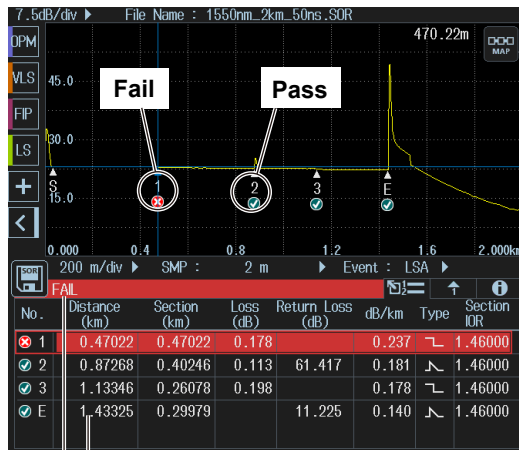 7.5dB/div File Name : 1550nm_2km_50ns.SOR
OPM
470.22m
MAP
VLS
45.0
Fail
Pass
FIP
LS
30.0
+
S
1
2
3
E
15.0
<
0.000 0.4 0.8 1.2 1.6 2.000km
SOR
200 m/div SMP : 2 m Event : LSA
FAIL
No. Distance (km) Section (km) Loss (dB) Return Loss (dB) dB/km Type Section IOR
1 0.47022 0.47022 0.178 0.237 1.46000
2 0.87268 0.40246 0.113 61.417 0.181 1.46000
3 1.13346 0.26078 0.198 0.178 1.46000
E 1.43325 0.29979 11.225 0.140 1.46000